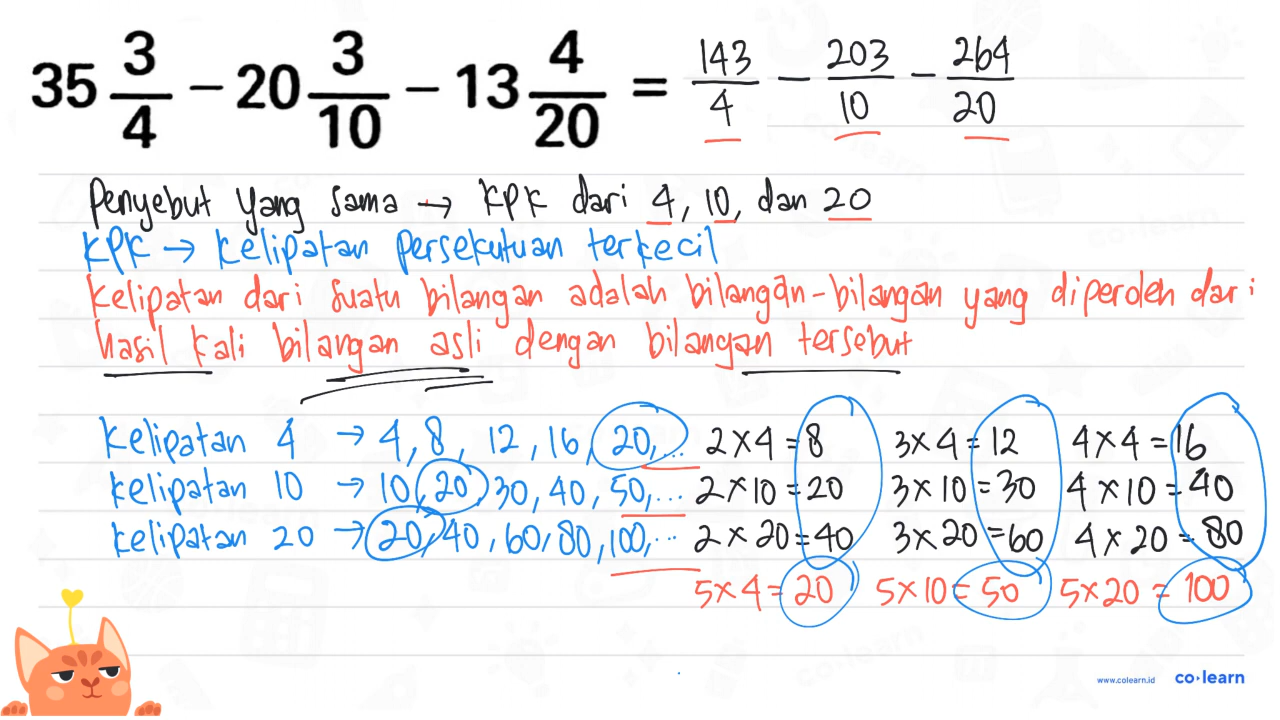 35 3/4 − 20 3/10 − 13 4/20 = 143/4 − 203/10 − 264/20
Penyebut yang sama → KPK dari 4, 10, dan 20
KPK → Kelipatan persekutuan terkecil
Kelipatan dari suatu bilangan adalah bilangan-bilangan yang diperoleh dari
hasil kali bilangan asli dengan bilangan tersebut
Kelipatan 4 → 4, 8, 12, 16, 20, ... 2 × 4 = 8 3 × 4 = 12 4 × 4 = 16
Kelipatan 10 → 10, 20, 30, 40, 50, ... 2 × 10 = 20 3 × 10 = 30 4 × 10 = 40
Kelipatan 20 → 20, 40, 60, 80, 100, ... 2 × 20 = 40 3 × 20 = 60 4 × 20 = 80
5 × 4 = 20 5 × 10 = 50 5 × 20 = 100
www.colearn.id co·learn